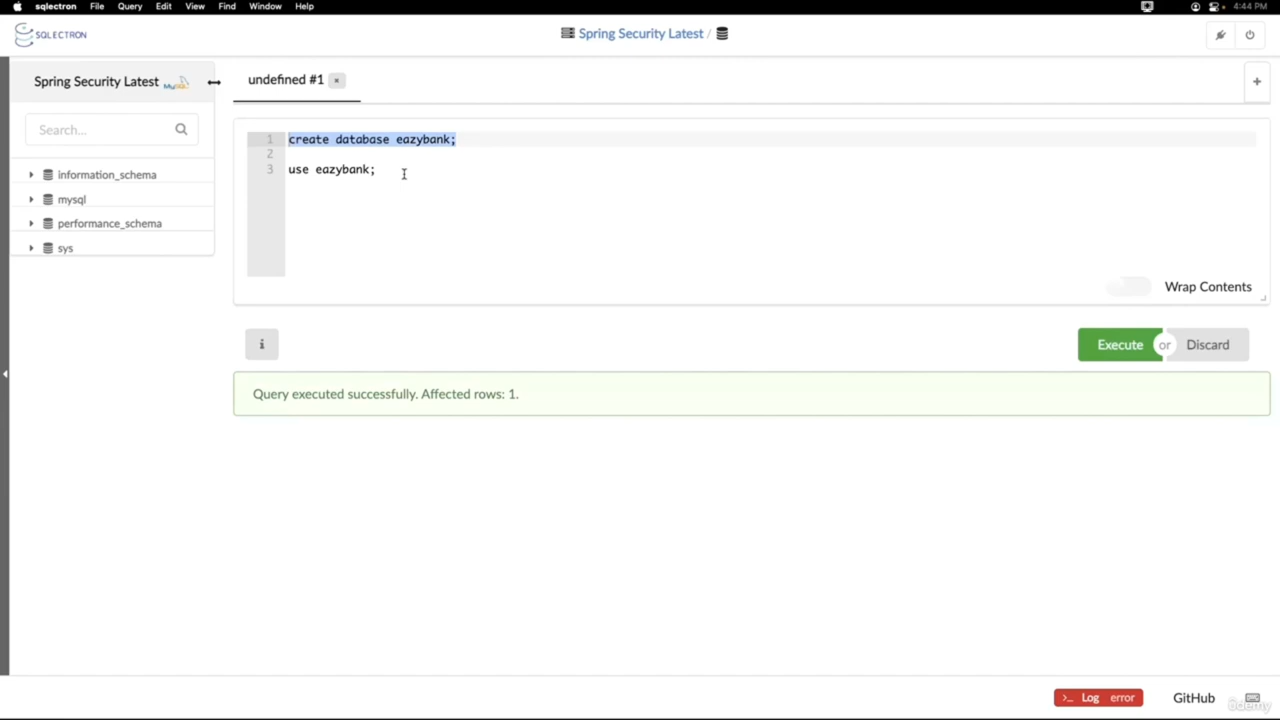 sqlectron File Edit View Find Window Help 4:44 PM
SQLECTRON
Spring Security Latest /
Spring Security Latest MySQL
undefined #1 ×
+
Search...
1 create database eazybank;
2
3 use eazybank;
information_schema
mysql
performance_schema
sys
Wrap Contents
i
Execute or Discard
Query executed successfully. Affected rows: 1.
>_ Log error
GitHub
ûdemy